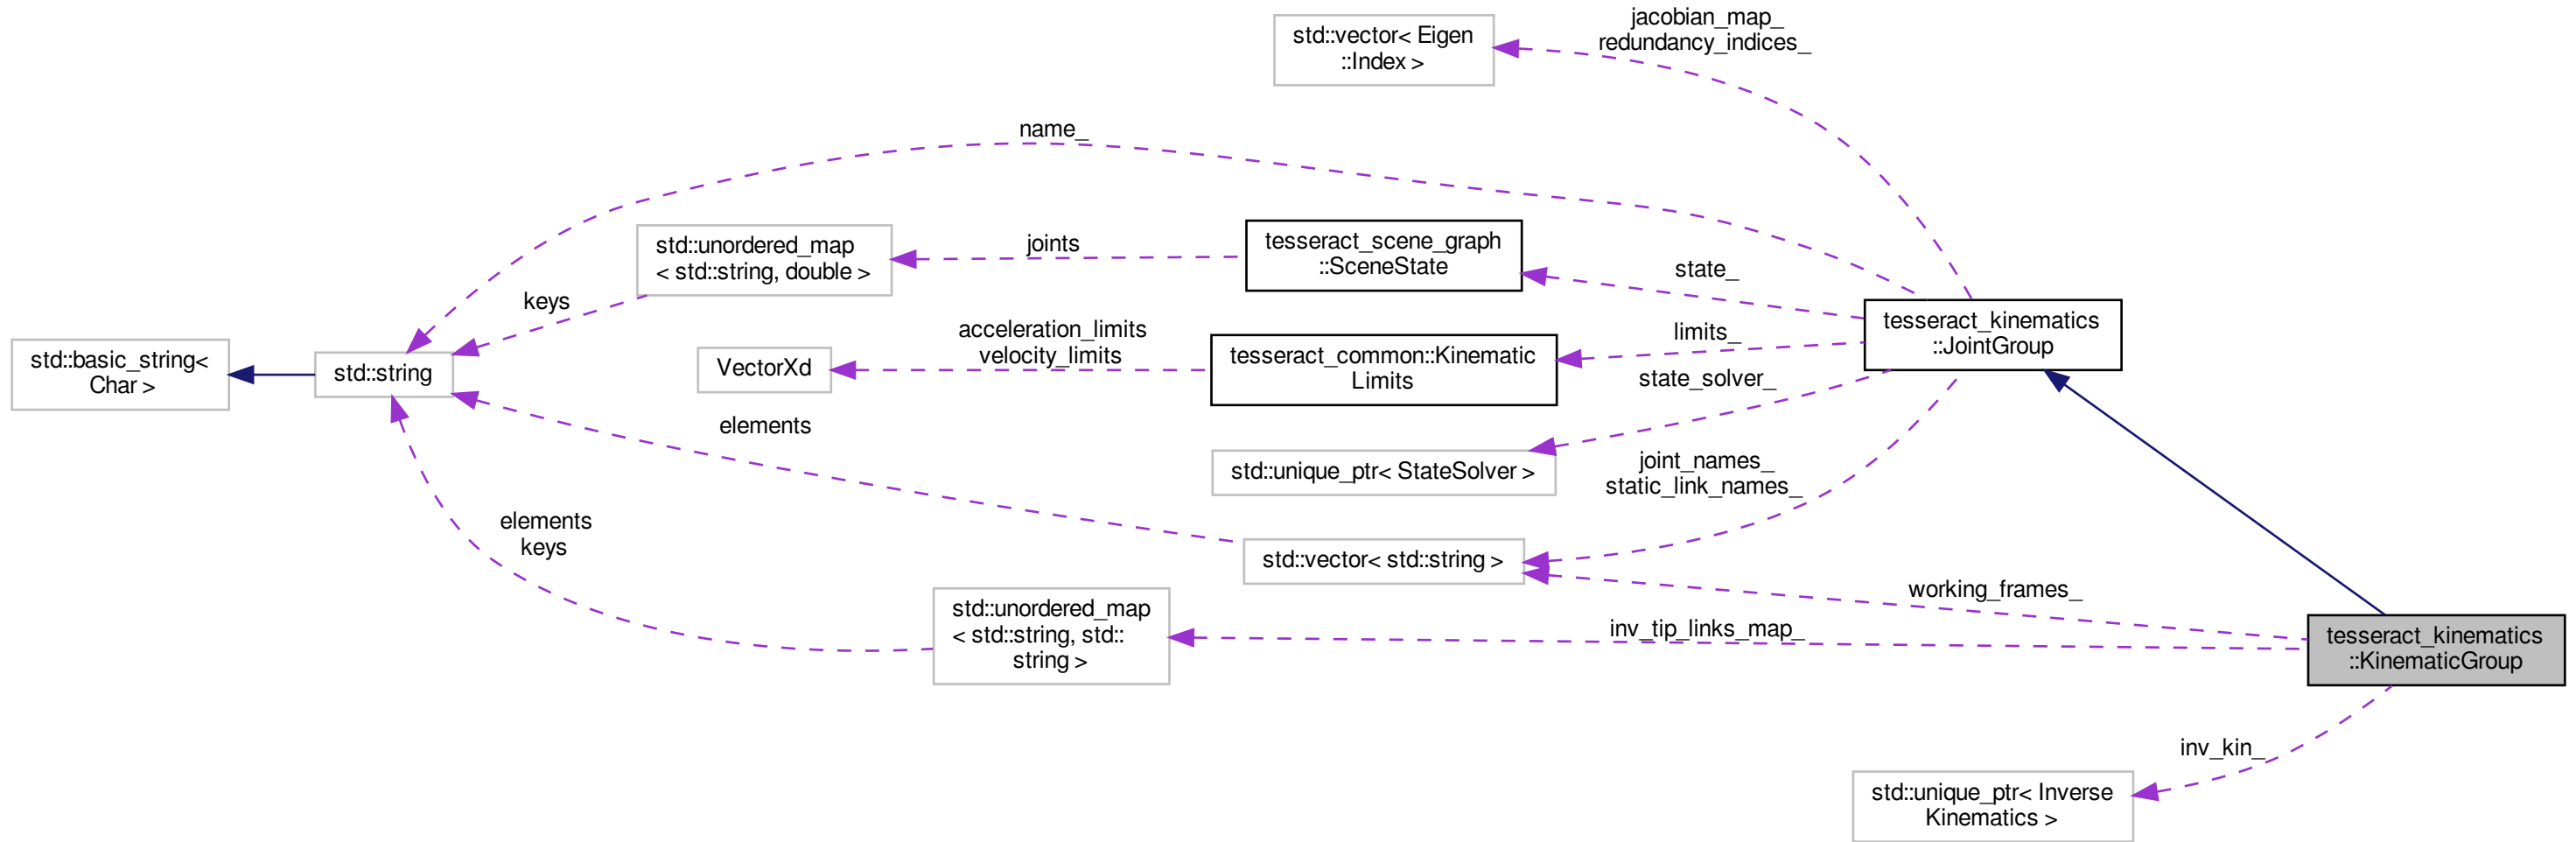 std::vector< Eigen
::Index >
jacobian_map_
redundancy_indices_
name_
std::unordered_map
< std::string, double >
joints
tesseract_scene_graph
::SceneState
state_
keys
std::basic_string<
Char >
std::string
VectorXd
acceleration_limits
velocity_limits
tesseract_common::Kinematic
Limits
limits_
tesseract_kinematics
::JointGroup
state_solver_
elements
std::unique_ptr< StateSolver >
joint_names_
static_link_names_
elements
keys
std::vector< std::string >
working_frames_
std::unordered_map
< std::string, std::
string >
inv_tip_links_map_
tesseract_kinematics
::KinematicGroup
inv_kin_
std::unique_ptr< Inverse
Kinematics >